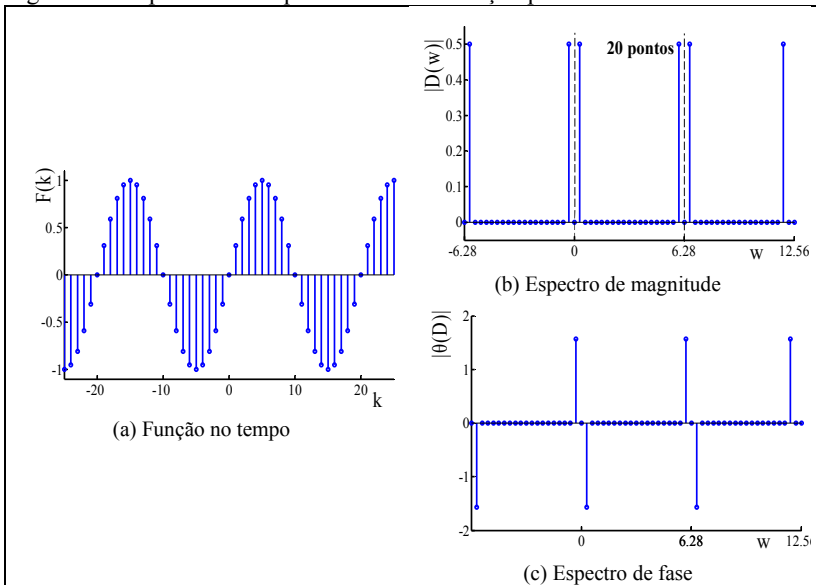 |D(w)|
20 pontos
0.5
0.4
0.3
0.2
0.1
0
-6.28 0 6.28 w 12.56
(b) Espectro de magnitude
F(k)
1
0.5
0
-0.5
-1
-20 -10 0 10 20 k
(a) Função no tempo
|θ(D)|
2
1
0
-1
-2
0 6.28 w 12.56
(c) Espectro de fase